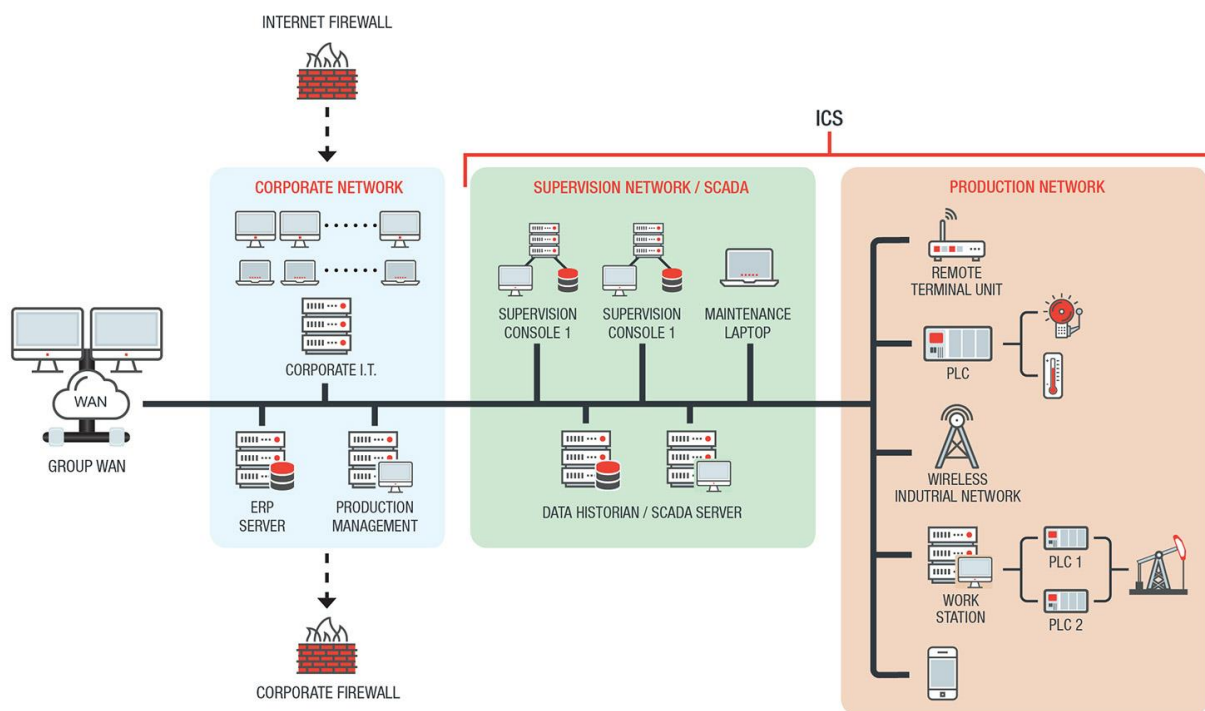 INTERNET FIREWALL
ICS
CORPORATE NETWORK
SUPERVISION NETWORK / SCADA
PRODUCTION NETWORK
REMOTE
TERMINAL UNIT
SUPERVISION
CONSOLE 1
SUPERVISION
CONSOLE 1
MAINTENANCE
LAPTOP
CORPORATE I.T.
PLC
WAN
GROUP WAN
ERP
SERVER
PRODUCTION
MANAGEMENT
DATA HISTORIAN / SCADA SERVER
WIRELESS
INDUTRIAL NETWORK
WORK
STATION
PLC 1
PLC 2
CORPORATE FIREWALL